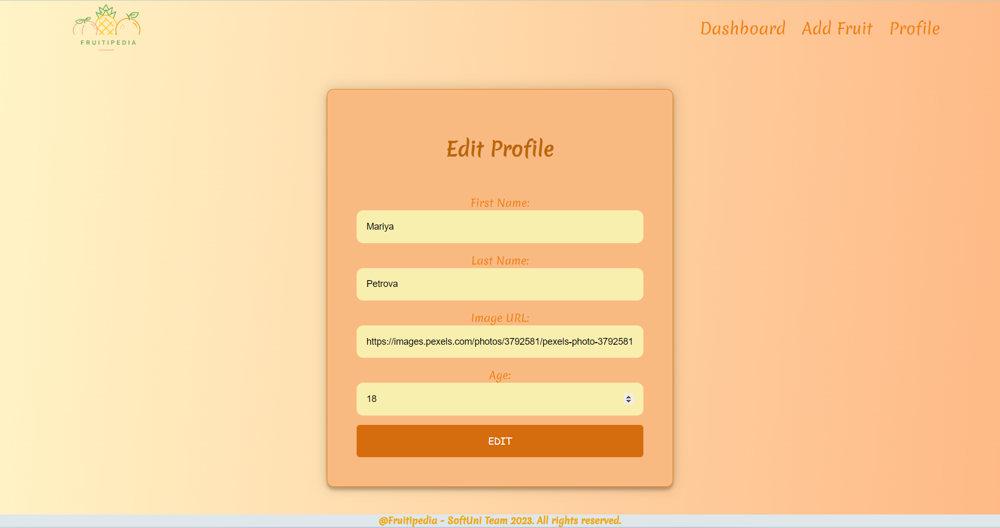 FRUITIPEDIA
Dashboard Add Fruit Profile
Edit Profile
First Name:
Mariya
Last Name:
Petrova
Image URL:
https://images.pexels.com/photos/3792581/pexels-photo-3792581
Age:
18
EDIT
@Fruitipedia - SoftUni Team 2023. All rights reserved.